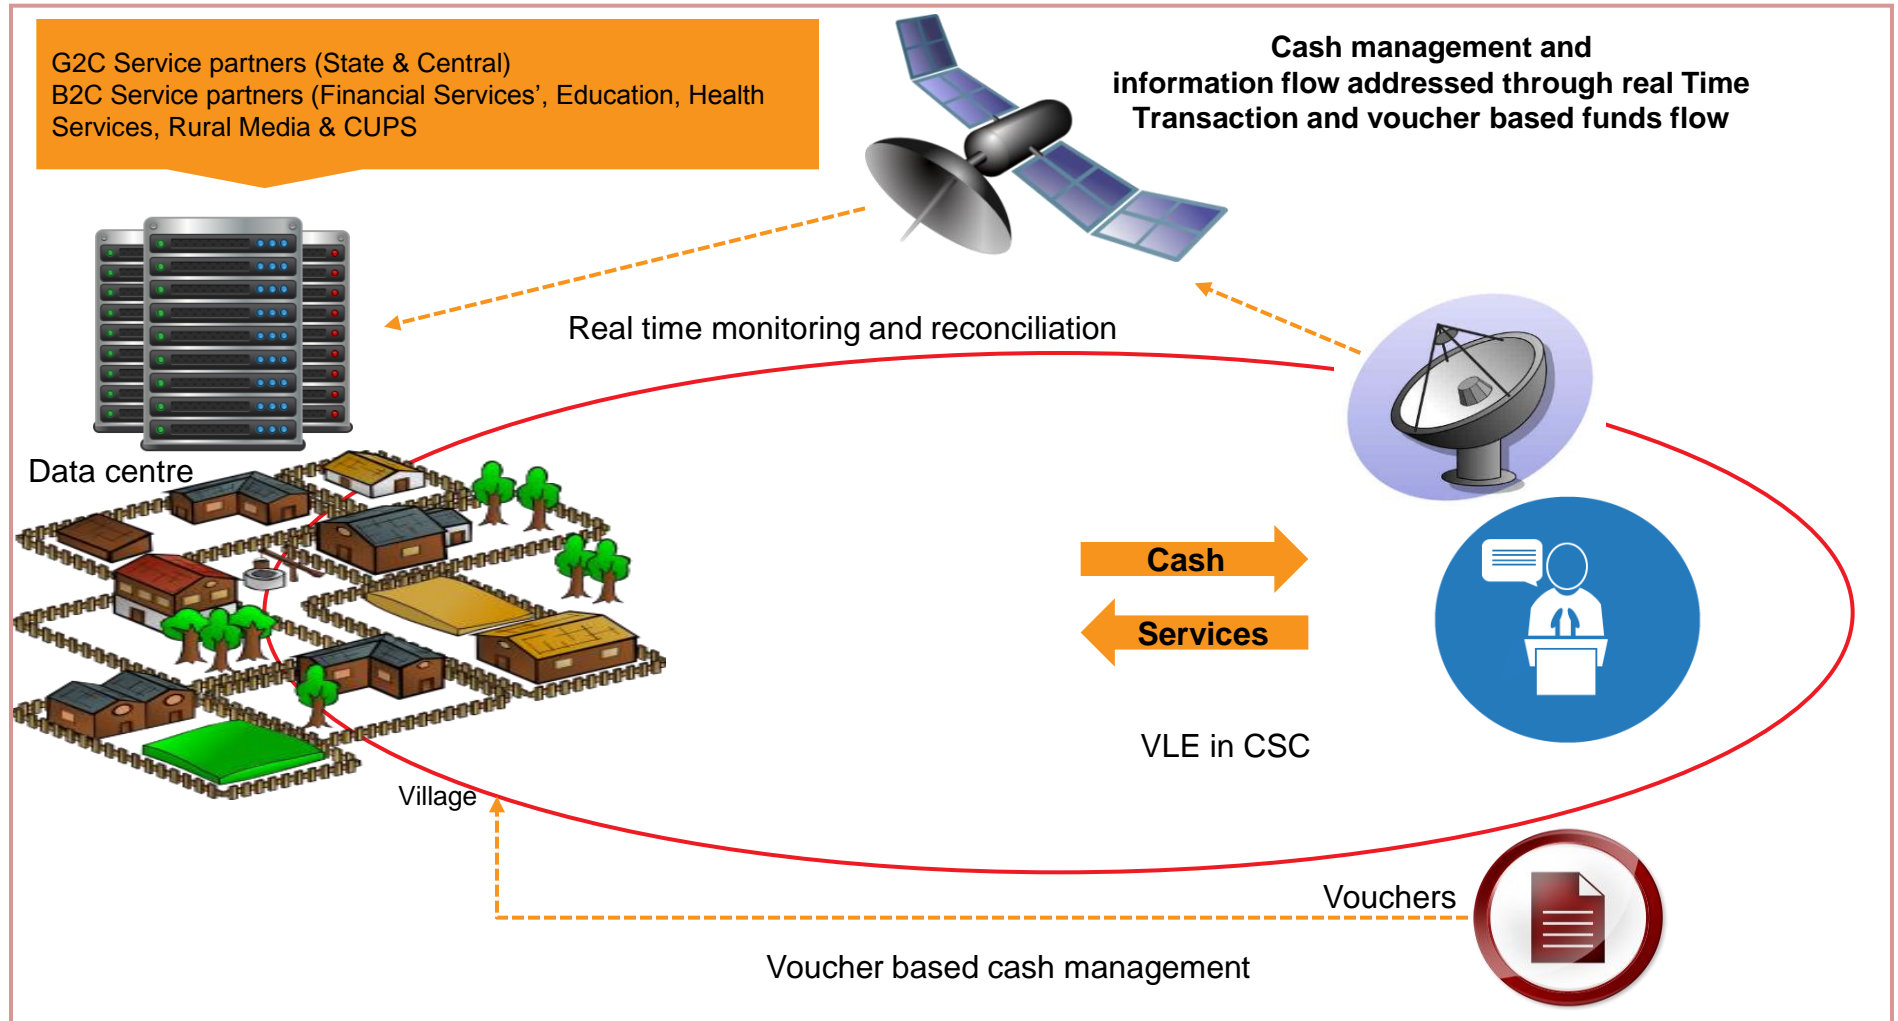 G2C Service partners (State & Central)
B2C Service partners (Financial Services’, Education, Health
Services, Rural Media & CUPS
Cash management and
information flow addressed through real Time
Transaction and voucher based funds flow
Real time monitoring and reconciliation
Data centre
Cash
Services
VLE in CSC
Village
Vouchers
Voucher based cash management